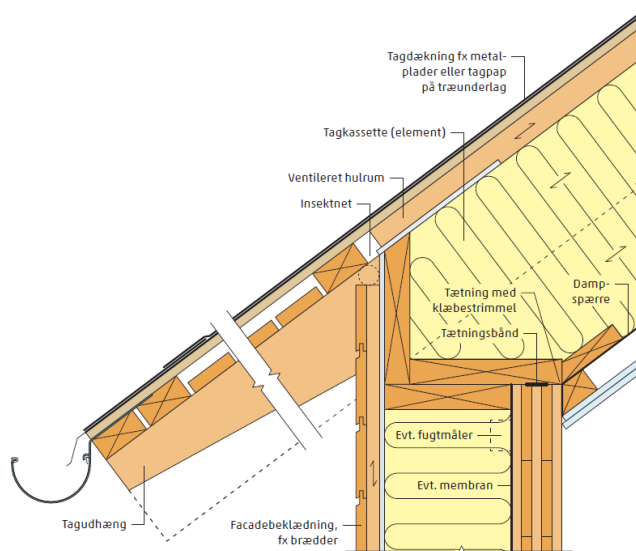 Tagdækning fx metal-
plader eller tagpap
på træunderlag
Tagkassette (element)
Ventileret hulrum
Insektnet
Damp-
spærre
Tætning med
klæbestrimmel
Tætningsbånd
Evt. fugtmåler
Evt. membran
Tagudhæng
Facadebeklædning,
fx brædder